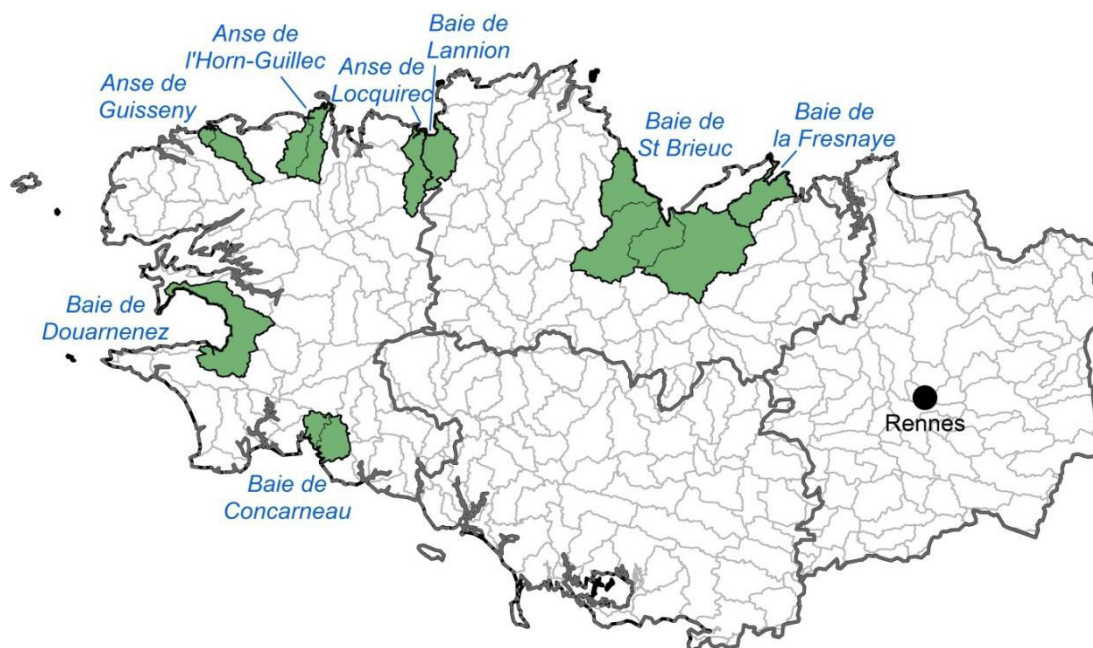 Baie de
Lannion
Anse de
l'Horn-Guillec
Anse de
Locquirec
Anse de
Guisseny
Baie de
St Brieuc
Baie de
la Fresnaye
Baie de
Douarnenez
Rennes
Baie de
Concarneau